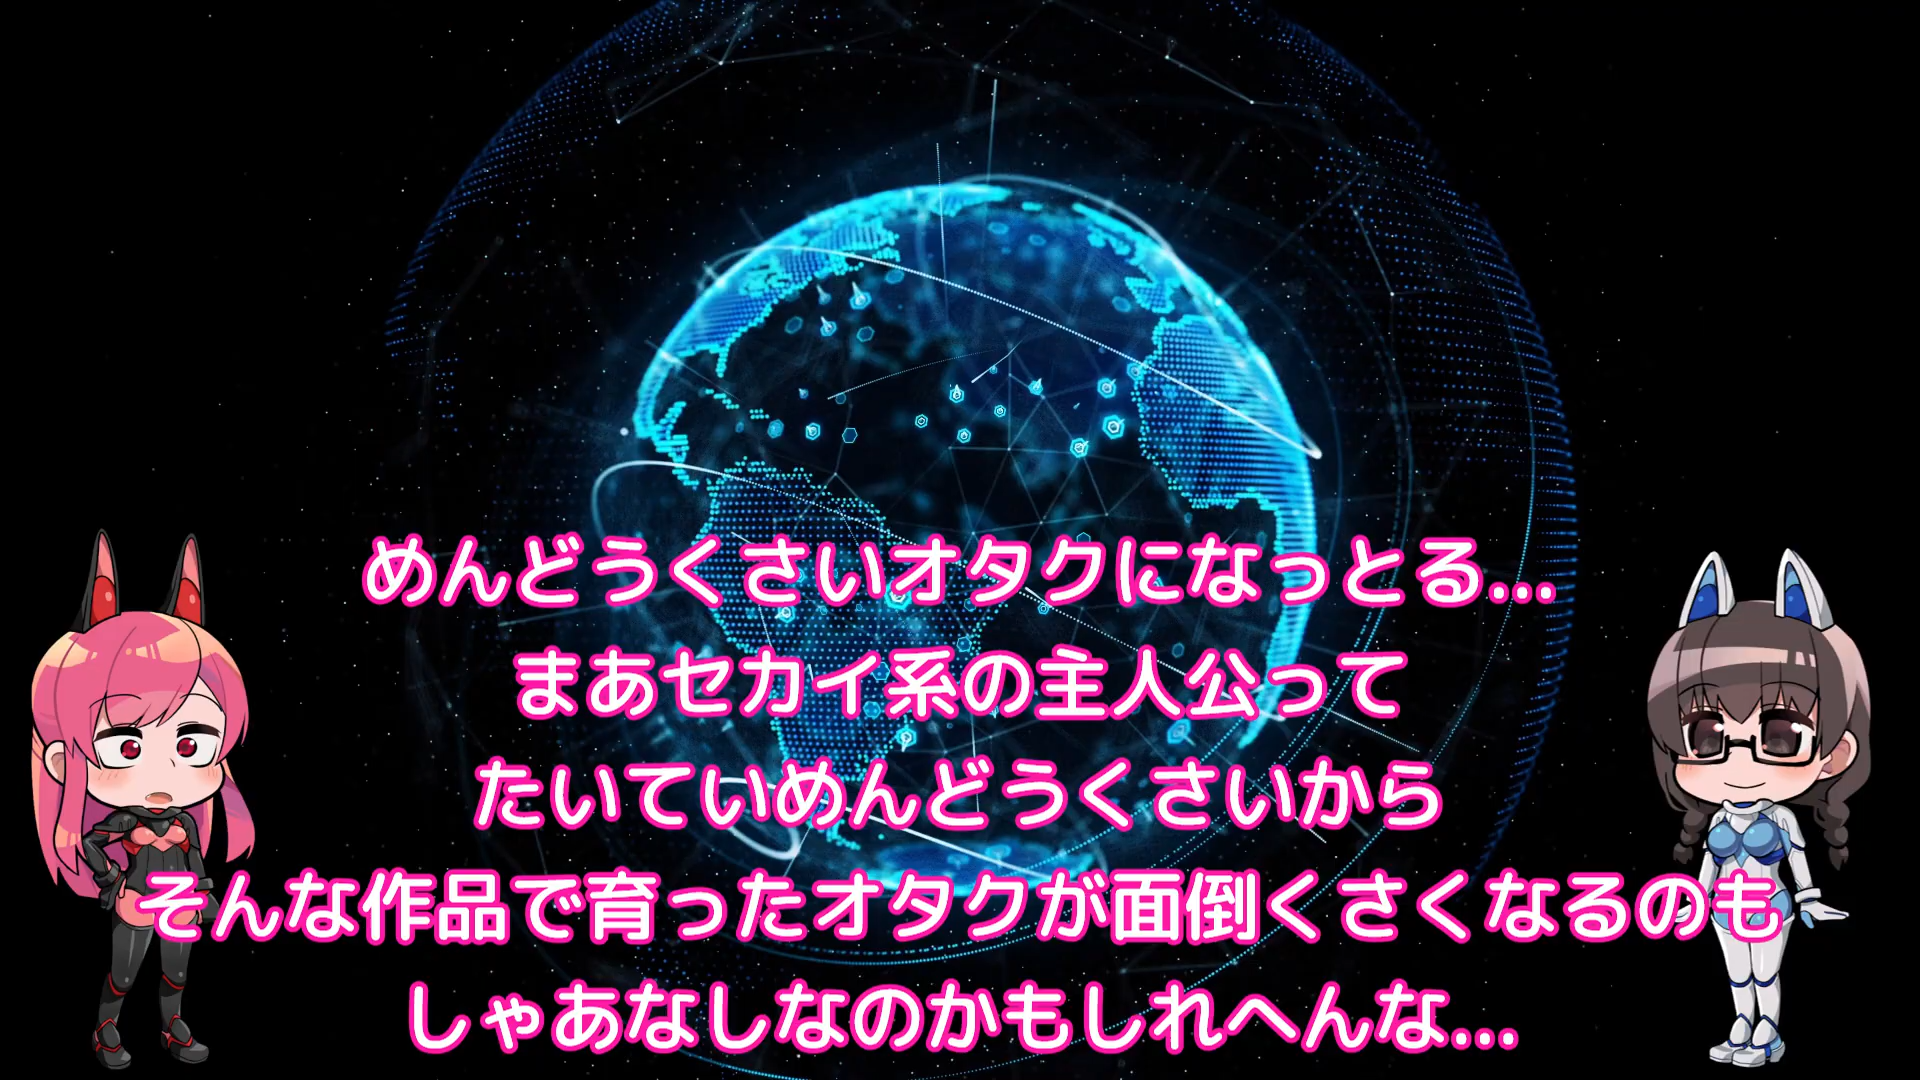 めんどうくさいオタクになっとる...
まあセカイ系の主人公って
たいていめんどうくさいから
そんな作品で育ったオタクが面倒くさくなるのも
しゃあなしなのかもしれへんな...